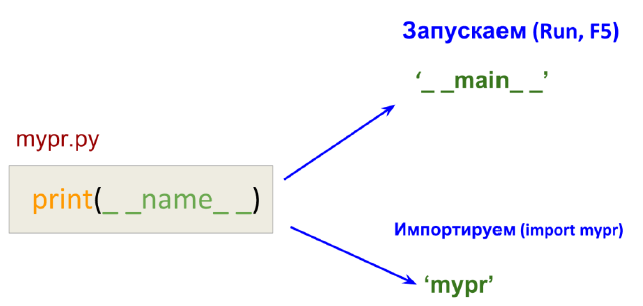 Запускаем (Run, F5)
‘_ _main_ _’
mypr.py
print(_ _name_ _)
Импортируем (import mypr)
‘mypr’